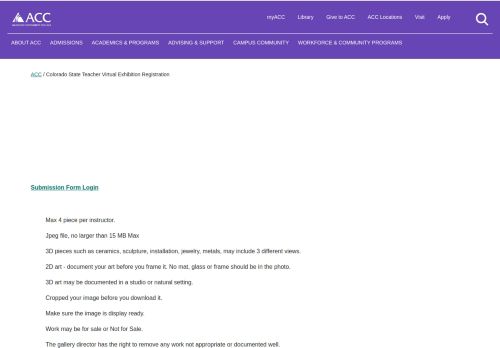 ACC
myACC Library Give to ACC ACC Locations Visit Apply
ABOUT ACC ADMISSIONS ACADEMICS & PROGRAMS ADVISING & SUPPORT CAMPUS COMMUNITY WORKFORCE & COMMUNITY PROGRAMS
ACC / Colorado State Teacher Virtual Exhibition Registration
Submission Form Login
Max 4 piece per instructor.
Jpeg file, no larger than 15 MB Max
3D pieces such as ceramics, sculpture, installation, jewelry, metals, may include 3 different views.
2D art - document your art before you frame it. No mat, glass or frame should be in the photo.
3D art may be documented in a studio or natural setting.
Cropped your image before you download it.
Make sure the image is display ready.
Work may be for sale or Not for Sale.
The gallery director has the right to remove any work not appropriate or documented well.